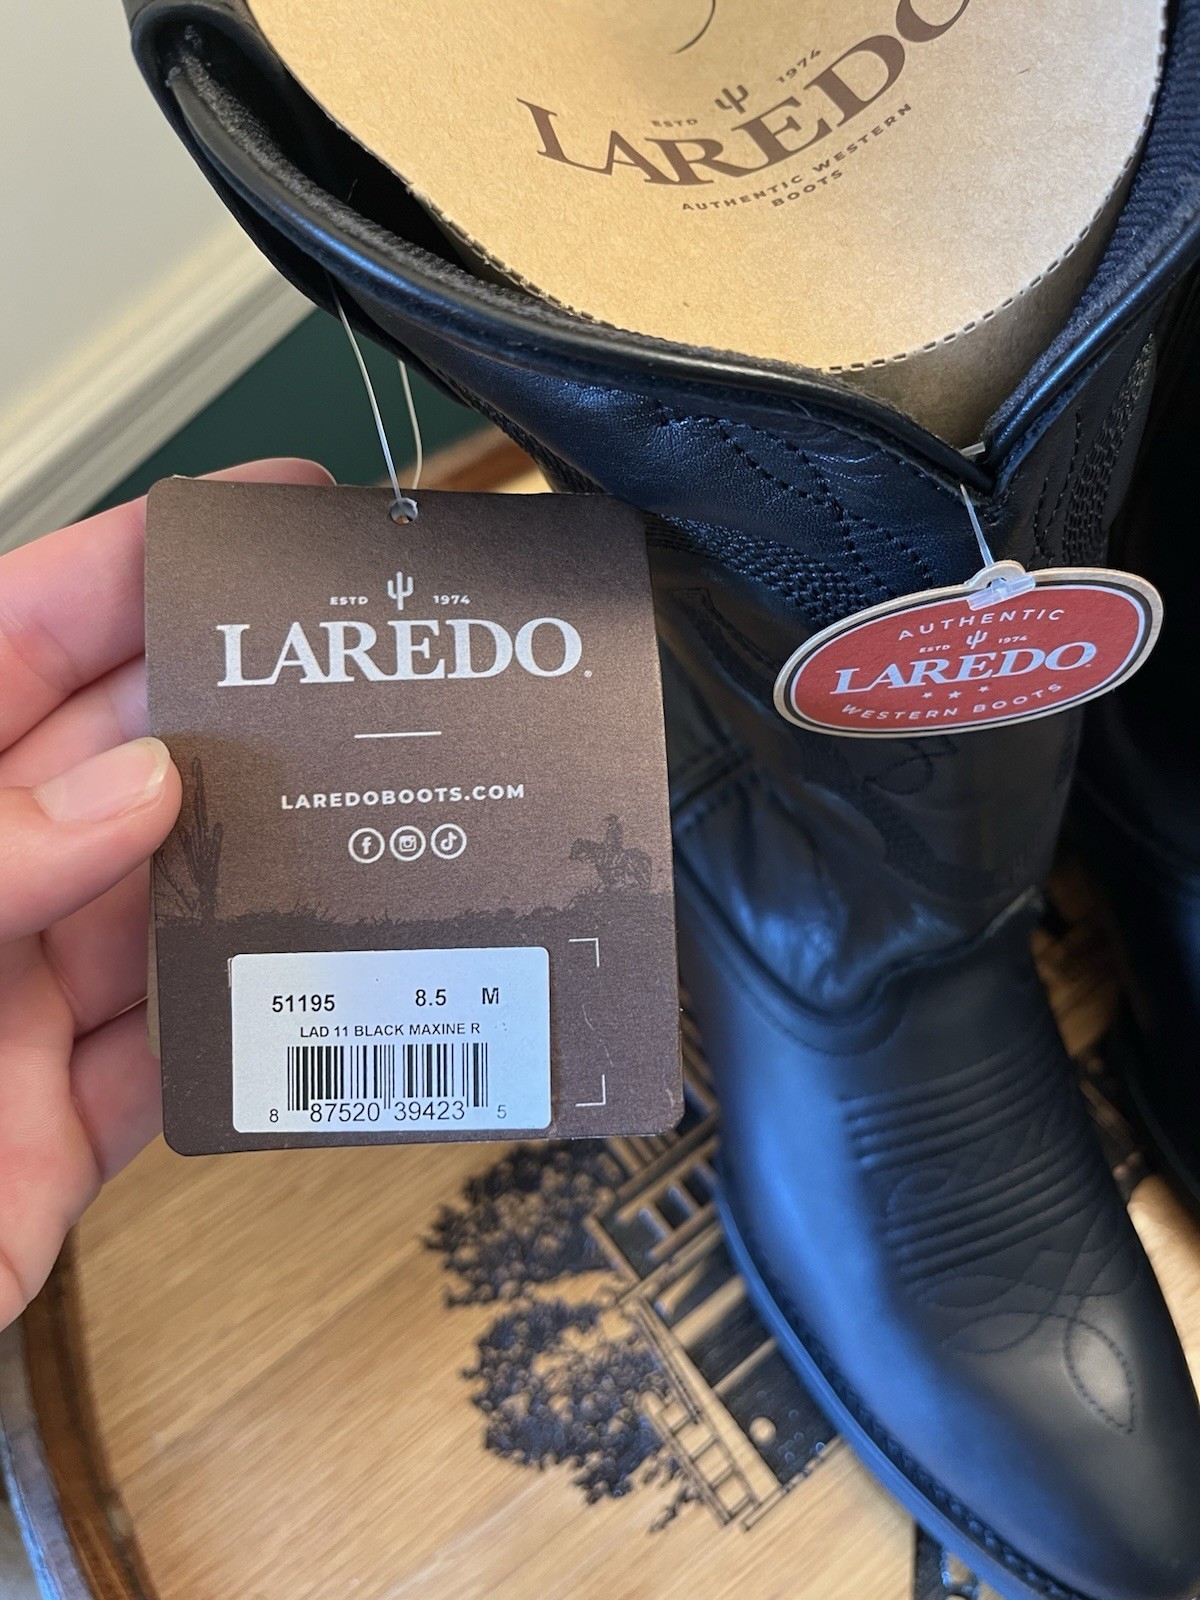 LAREDO
ESTD 1974
AUTHENTIC WESTERN
BOOTS
ESTD 1974
LAREDO®
LAREDOBOOTS.COM
51195 8.5 M
LAD 11 BLACK MAXINE R
8 87520 39423 5
AUTHENTIC
ESTD 1974
LAREDO
WESTERN BOOTS